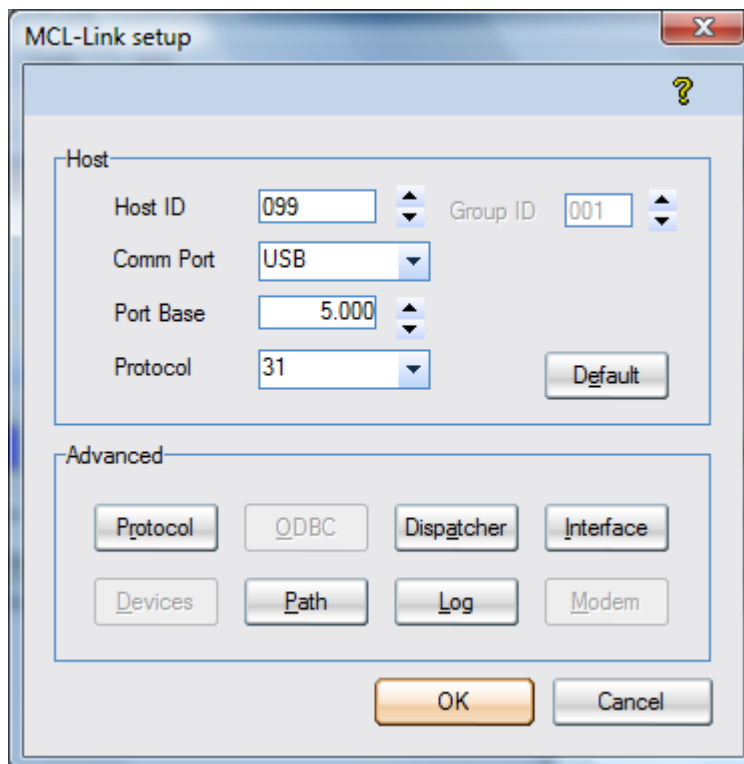 MCL-Link setup
Host
Host ID 099 Group ID 001
Comm Port USB
Port Base 5.000
Protocol 31 Default
Advanced
Protocol ODBC Dispatcher Interface
Devices Path Log Modem
OK Cancel